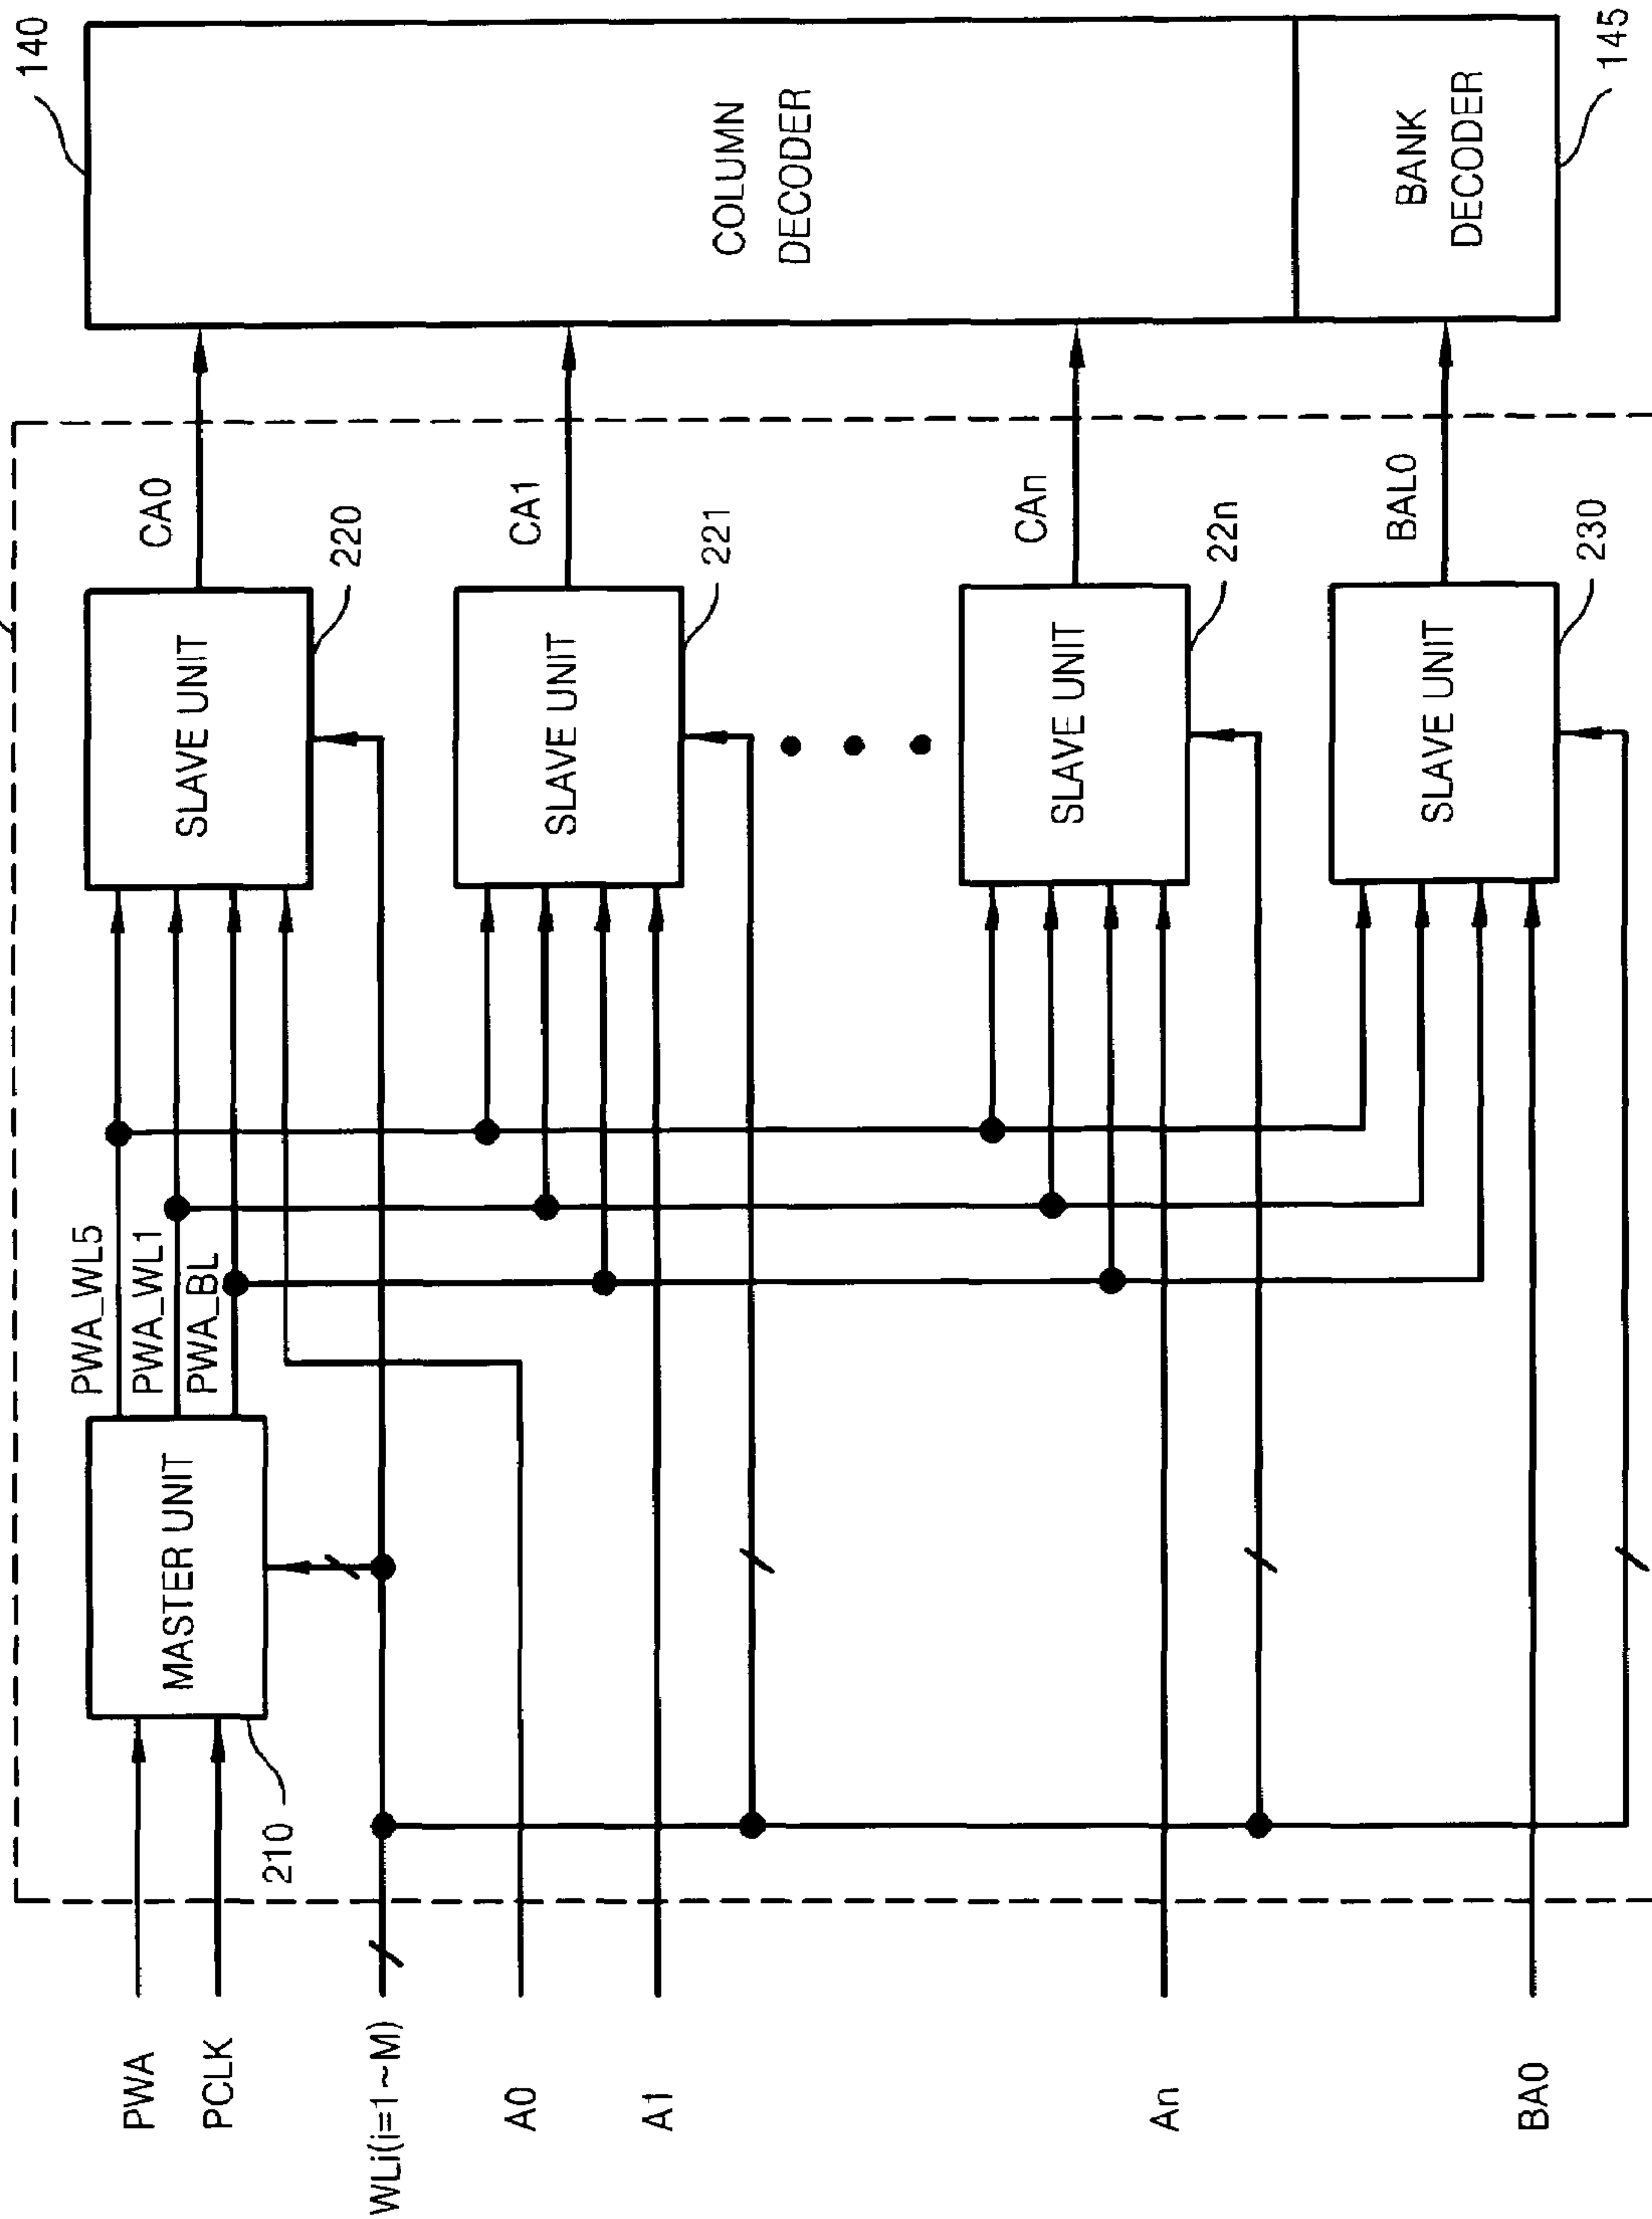 140
COLUMN
DECODER
BANK
DECODER
145
CA0
220
SLAVE UNIT
CA1
221
SLAVE UNIT
CAn
22n
SLAVE UNIT
BAL0
230
SLAVE UNIT
PWA_WL5
PWA_WL1
PWA_BL
MASTER UNIT
210
PWA
PCLK
WLi(i=1~M)
A0
A1
An
BA0